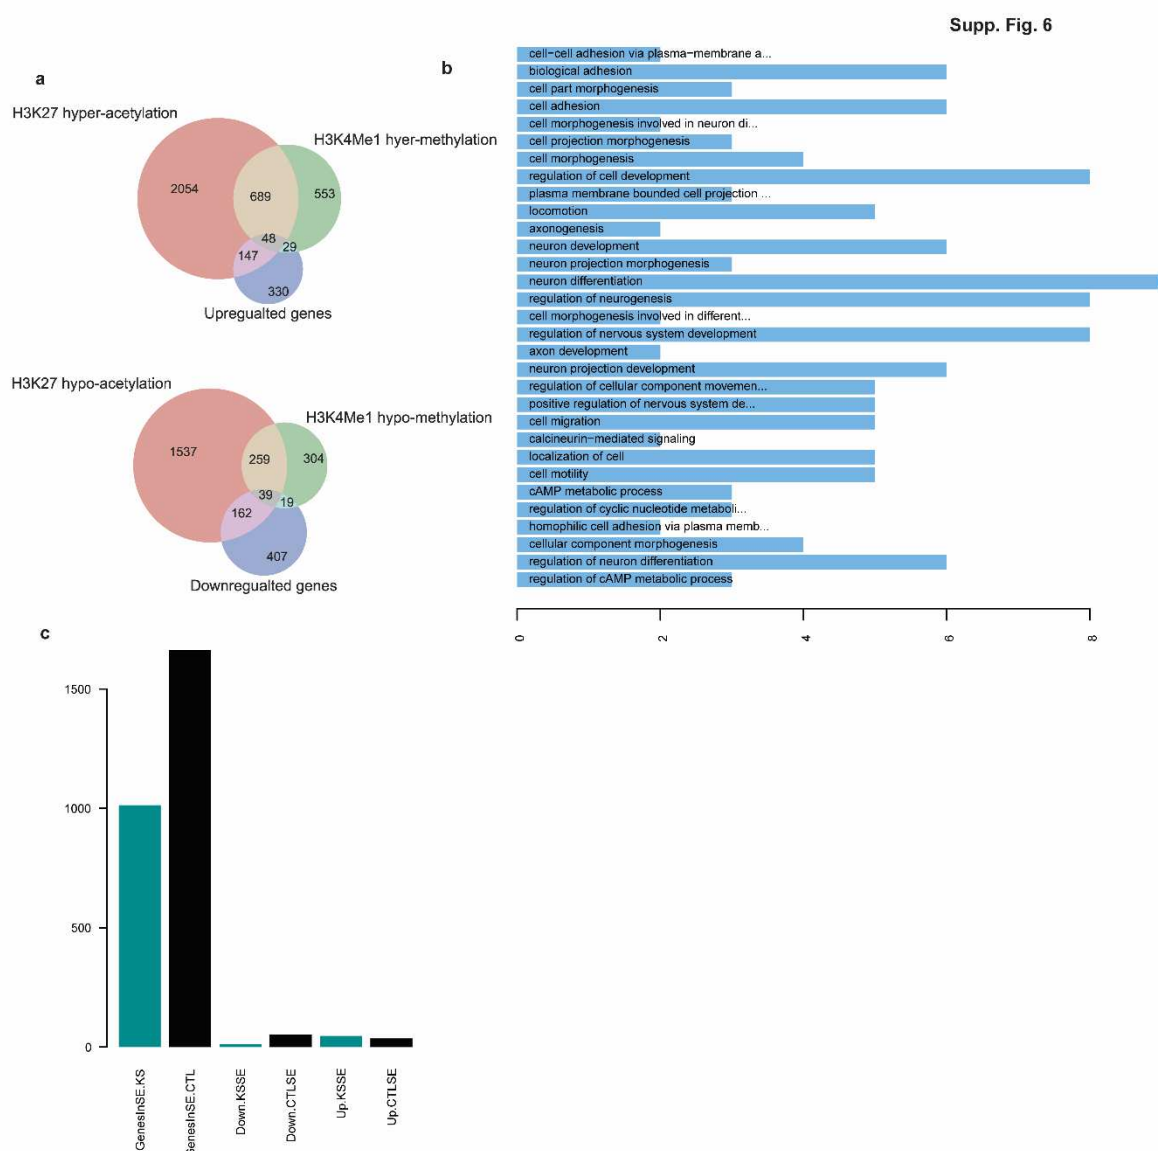 Supp. Fig. 6
a
H3K27 hyper-acetylation
H3K4Me1 hyer-methylation
2054
689
553
48
29
147
330
Upregualted genes
H3K27 hypo-acetylation
H3K4Me1 hypo-methylation
1537
259
304
39
19
162
407
Downregualted genes
b
cell−cell adhesion via plasma−membrane a...
biological adhesion
cell part morphogenesis
cell adhesion
cell morphogenesis involved in neuron di...
cell projection morphogenesis
cell morphogenesis
regulation of cell development
plasma membrane bounded cell projection ...
locomotion
axonogenesis
neuron development
neuron projection morphogenesis
neuron differentiation
regulation of neurogenesis
cell morphogenesis involved in different...
regulation of nervous system development
axon development
neuron projection development
regulation of cellular component movemen...
positive regulation of nervous system de...
cell migration
calcineurin−mediated signaling
localization of cell
cell motility
cAMP metabolic process
regulation of cyclic nucleotide metaboli...
homophilic cell adhesion via plasma memb...
cellular component morphogenesis
regulation of neuron differentiation
regulation of cAMP metabolic process
0
2
4
6
8
c
1500
1000
500
0
GenesInSE.KS
GenesInSE.CTL
Down.KSSE
Down.CTLSE
Up.KSSE
Up.CTLSE